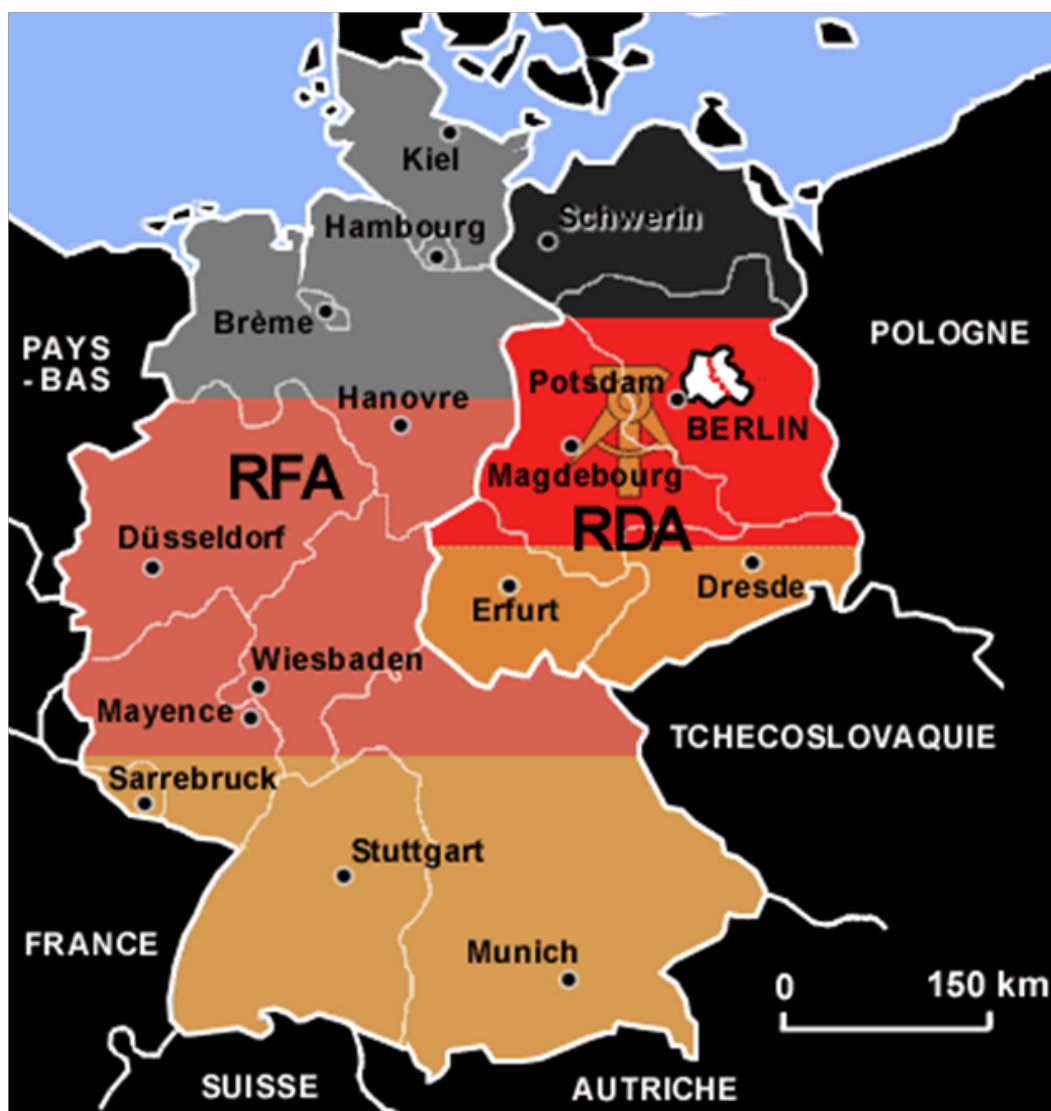 Kiel
Schwerin
Hambourg
Brème
POLOGNE
PAYS
-BAS
Potsdam
Hanovre
BERLIN
RFA
Magdebourg
RDA
Düsseldorf
Dresde
Erfurt
Wiesbaden
Mayence
TCHECOSLOVAQUIE
Sarrebruck
Stuttgart
FRANCE
Munich
0 150 km
SUISSE
AUTRICHE